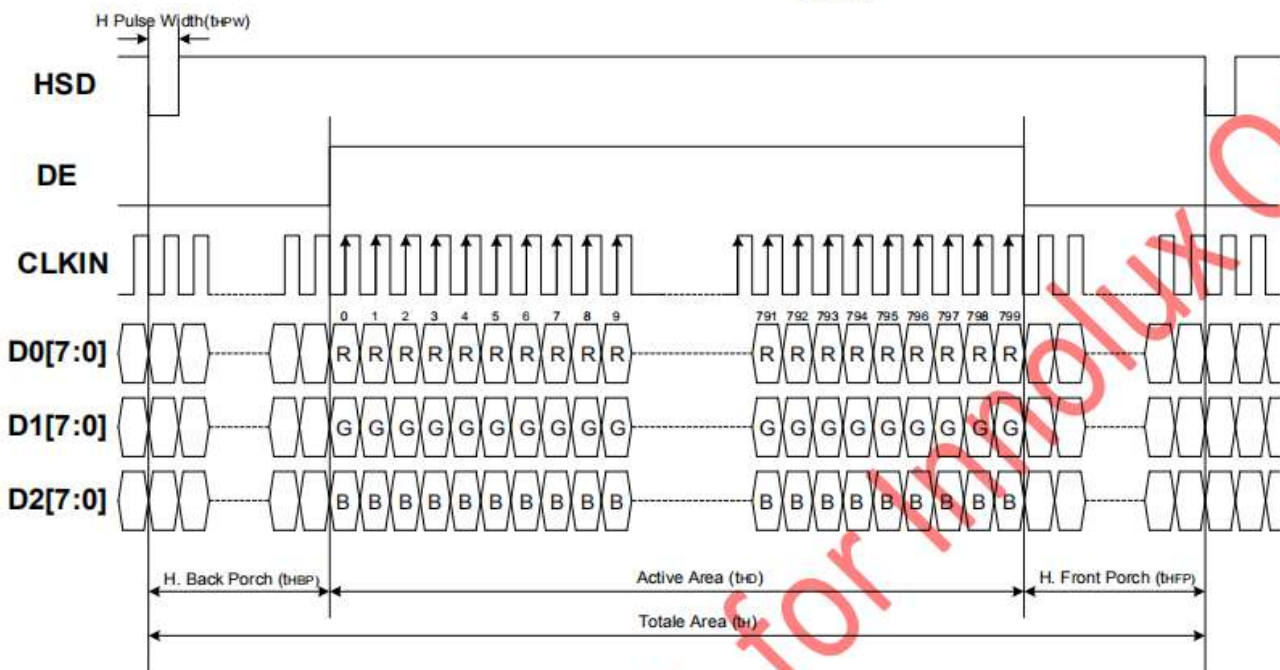 H Pulse Width(tHPW)
HSD
DE
CLKIN
0 1 2 3 4 5 6 7 8 9 791 792 793 794 795 796 797 798 799
D0[7:0] R R R R R R R R R R R R R R R R R R R
D1[7:0] G G G G G G G G G G G G G G G G G G G
D2[7:0] B B B B B B B B B B B B B B B B B B B
H. Back Porch (tHBP) Active Area (tHD) H. Front Porch (tHFP)
Totale Area (tH)
for Innolux